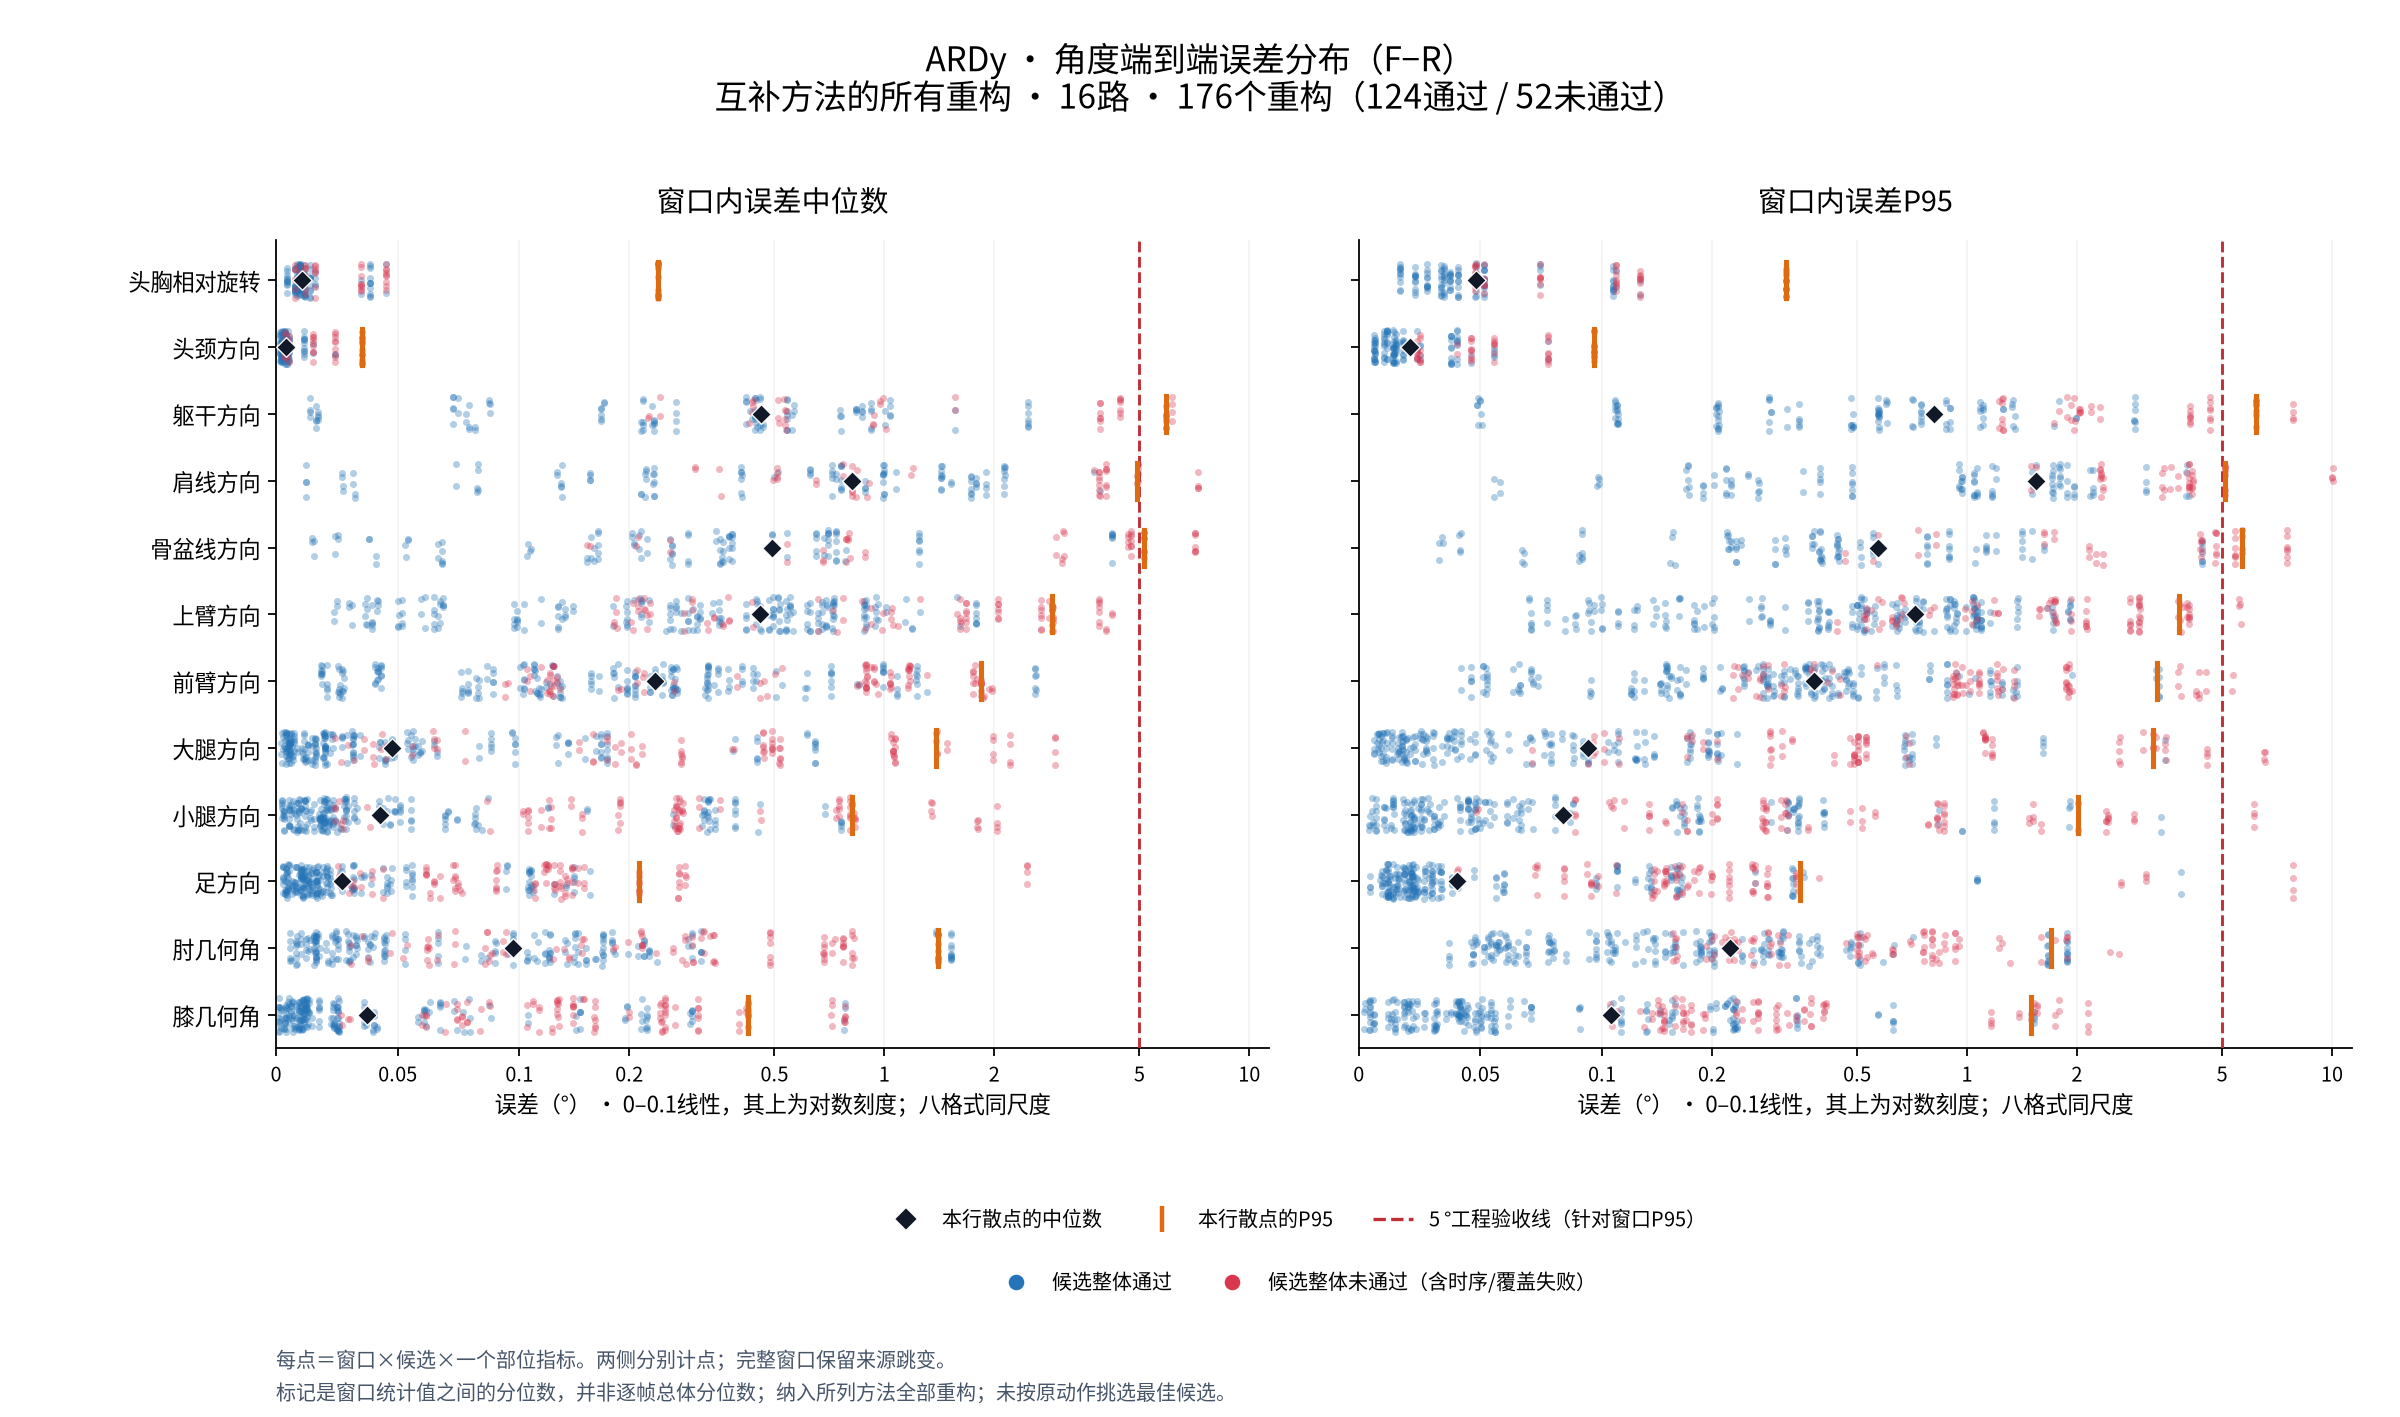 ARDy · 角度端到端误差分布（F−R）
互补方法的所有重构 · 16路 · 176个重构（124通过 / 52未通过）
窗口内误差中位数
窗口内误差P95
头胸相对旋转
头颈方向
躯干方向
肩线方向
骨盆线方向
上臂方向
前臂方向
大腿方向
小腿方向
足方向
肘几何角
膝几何角
0 0.05 0.1 0.2 0.5 1 2 5 10
0 0.05 0.1 0.2 0.5 1 2 5 10
误差（°） · 0–0.1线性，其上为对数刻度；八格式同尺度
误差（°） · 0–0.1线性，其上为对数刻度；八格式同尺度
本行散点的中位数 本行散点的P95 5 °工程验收线（针对窗口P95）
候选整体通过 候选整体未通过（含时序/覆盖失败）
每点＝窗口×候选×一个部位指标。两侧分别计点；完整窗口保留来源跳变。
标记是窗口统计值之间的分位数，并非逐帧总体分位数；纳入所列方法全部重构；未按原动作挑选最佳候选。